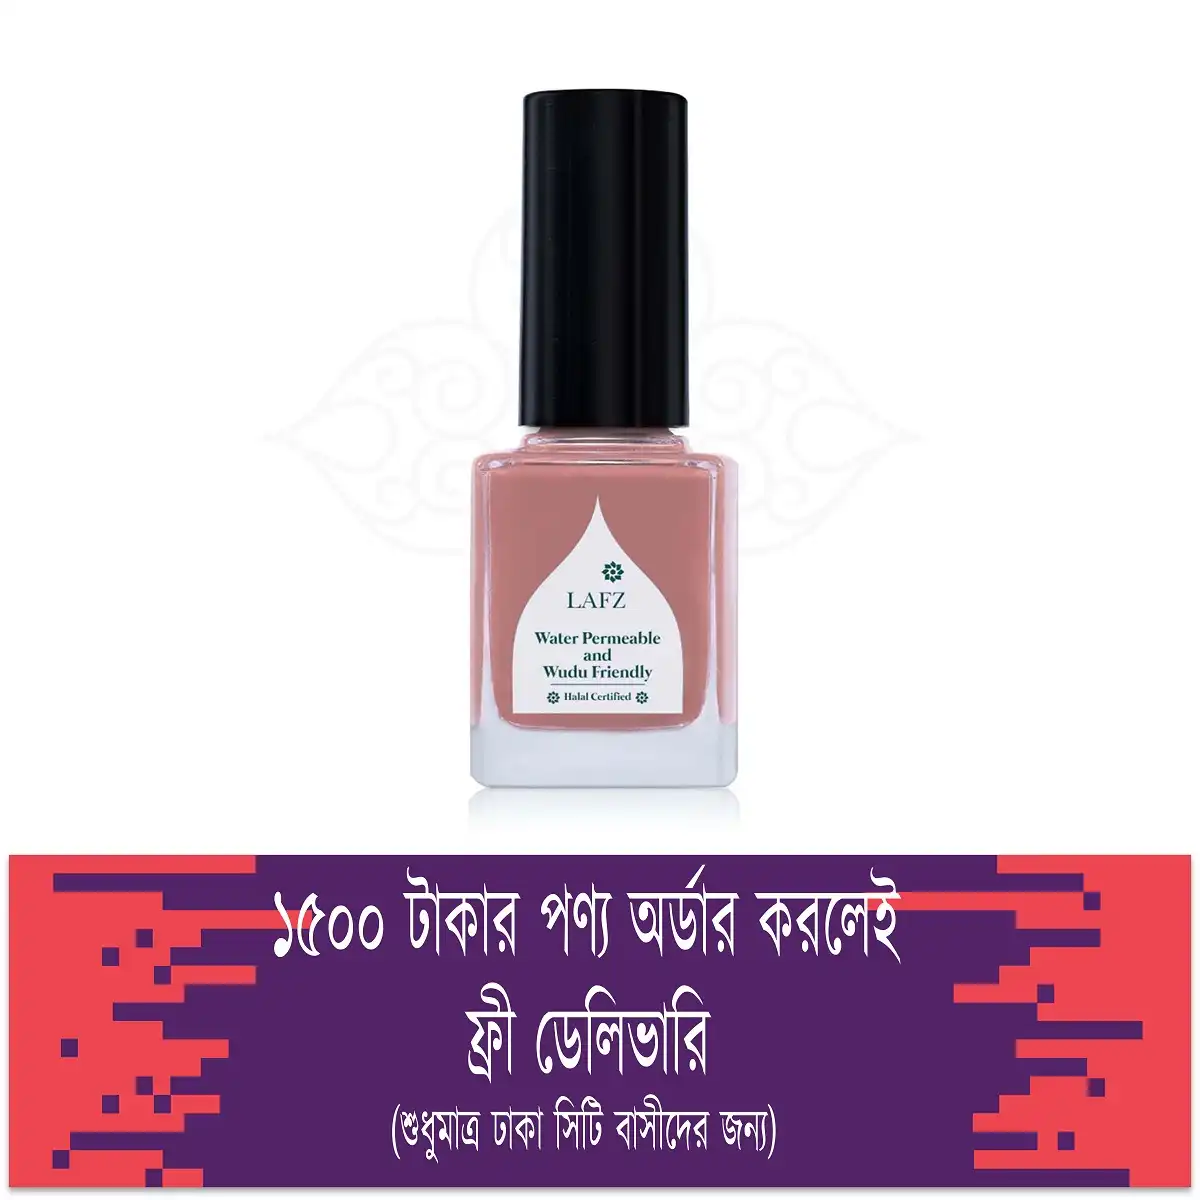 LAFZ
Water Permeable
and
Wudu Friendly
Halal Certified
১৫০০ টাকার পণ্য অর্ডার করলেই
ফ্রী ডেলিভারি
(শুধুমাত্র ঢাকা সিটি বাসীদের জন্য)